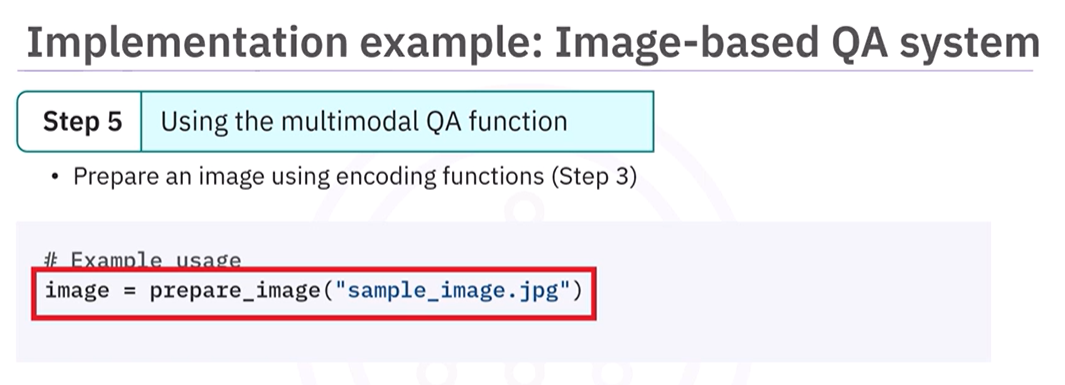 Implementation example: Image-based QA system
Step 5 Using the multimodal QA function
• Prepare an image using encoding functions (Step 3)
# Example usage
image = prepare_image("sample_image.jpg")